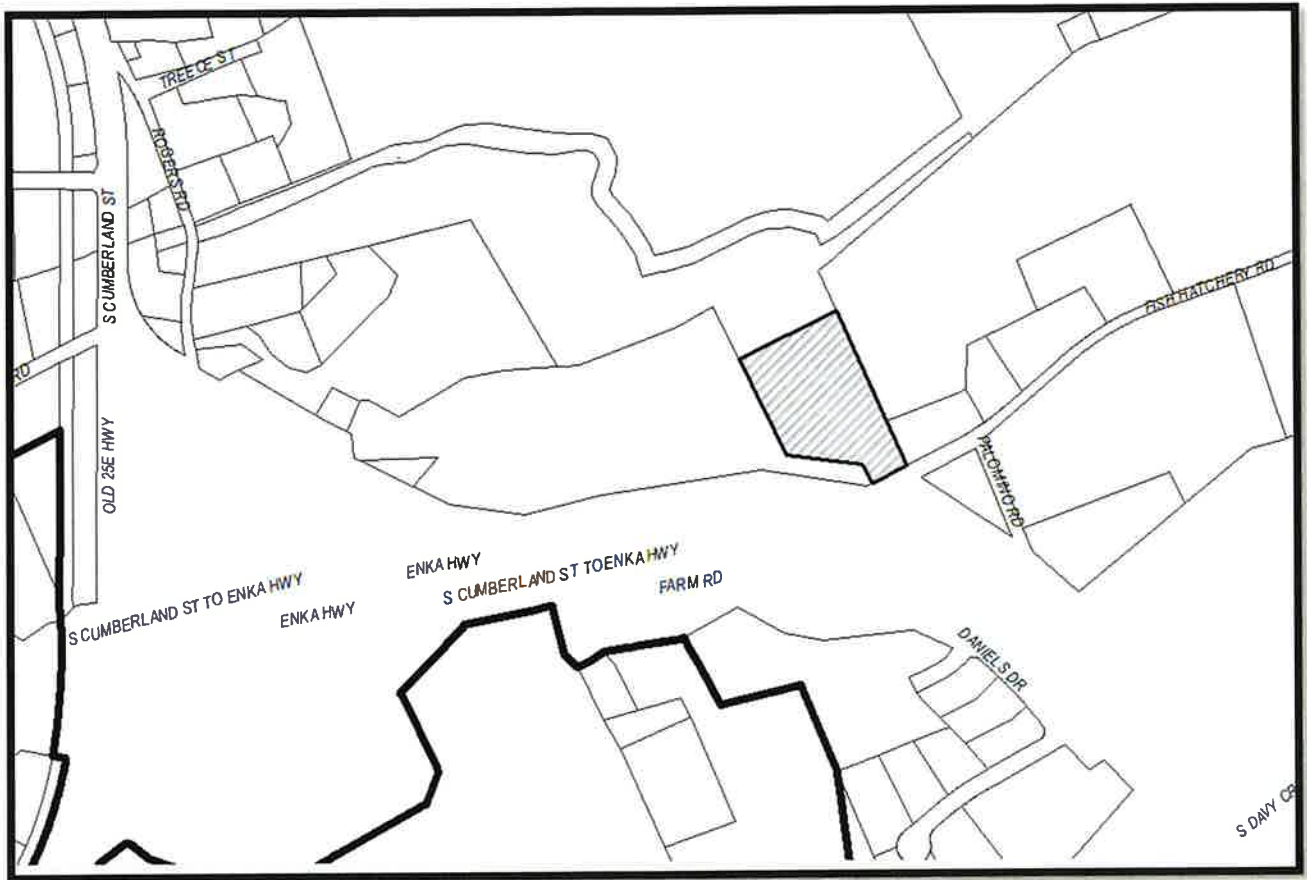 TREECE ST
ROGERS RD
S CUMBERLAND ST
FISH HATCHERY RD
RD
OLD 25E HWY
PALOMINO RD
ENKA HWY
S CUMBERLAND ST TO ENKA HWY
FARM RD
S CUMBERLAND ST TO ENKA HWY
ENKA HWY
DANIELS DR
S DAVY CR